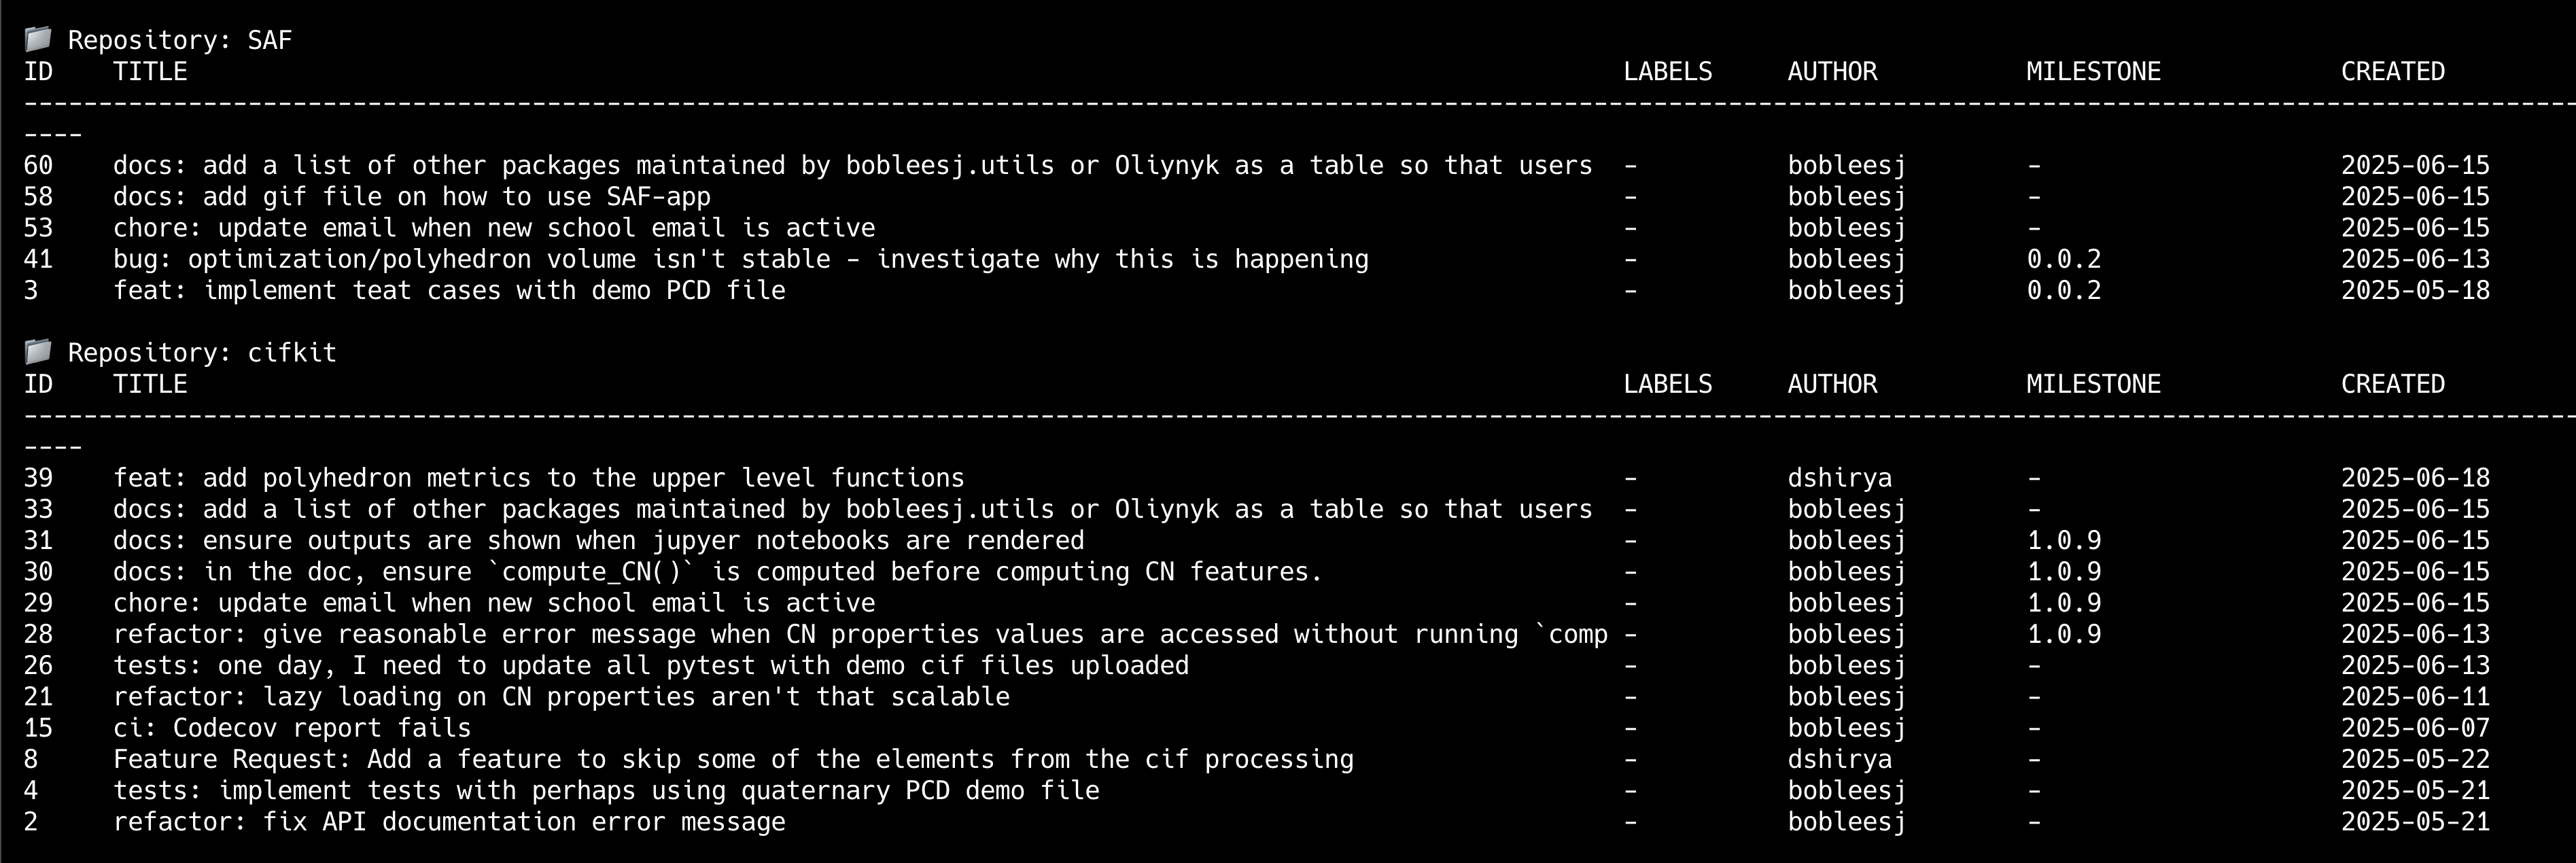 📁 Repository: SAF
ID    TITLE    LABELS    AUTHOR    MILESTONE    CREATED
----------------------------------------------------------------------------------------------------------------------------------------------------------------------------
----
60    docs: add a list of other packages maintained by bobleesj.utils or Oliynyk as a table so that users    -    bobleesj    -    2025-06-15
58    docs: add gif file on how to use SAF-app    -    bobleesj    -    2025-06-15
53    chore: update email when new school email is active    -    bobleesj    -    2025-06-15
41    bug: optimization/polyhedron volume isn't stable - investigate why this is happening    -    bobleesj    0.0.2    2025-06-13
3    feat: implement teat cases with demo PCD file    -    bobleesj    0.0.2    2025-05-18
📁 Repository: cifkit
ID    TITLE    LABELS    AUTHOR    MILESTONE    CREATED
----------------------------------------------------------------------------------------------------------------------------------------------------------------------------
----
39    feat: add polyhedron metrics to the upper level functions    -    dshirya    -    2025-06-18
33    docs: add a list of other packages maintained by bobleesj.utils or Oliynyk as a table so that users    -    bobleesj    -    2025-06-15
31    docs: ensure outputs are shown when jupyer notebooks are rendered    -    bobleesj    1.0.9    2025-06-15
30    docs: in the doc, ensure `compute_CN()` is computed before computing CN features.    -    bobleesj    1.0.9    2025-06-15
29    chore: update email when new school email is active    -    bobleesj    1.0.9    2025-06-15
28    refactor: give reasonable error message when CN properties values are accessed without running `comp    -    bobleesj    1.0.9    2025-06-13
26    tests: one day, I need to update all pytest with demo cif files uploaded    -    bobleesj    -    2025-06-13
21    refactor: lazy loading on CN properties aren't that scalable    -    bobleesj    -    2025-06-11
15    ci: Codecov report fails    -    bobleesj    -    2025-06-07
8    Feature Request: Add a feature to skip some of the elements from the cif processing    -    dshirya    -    2025-05-22
4    tests: implement tests with perhaps using quaternary PCD demo file    -    bobleesj    -    2025-05-21
2    refactor: fix API documentation error message    -    bobleesj    -    2025-05-21